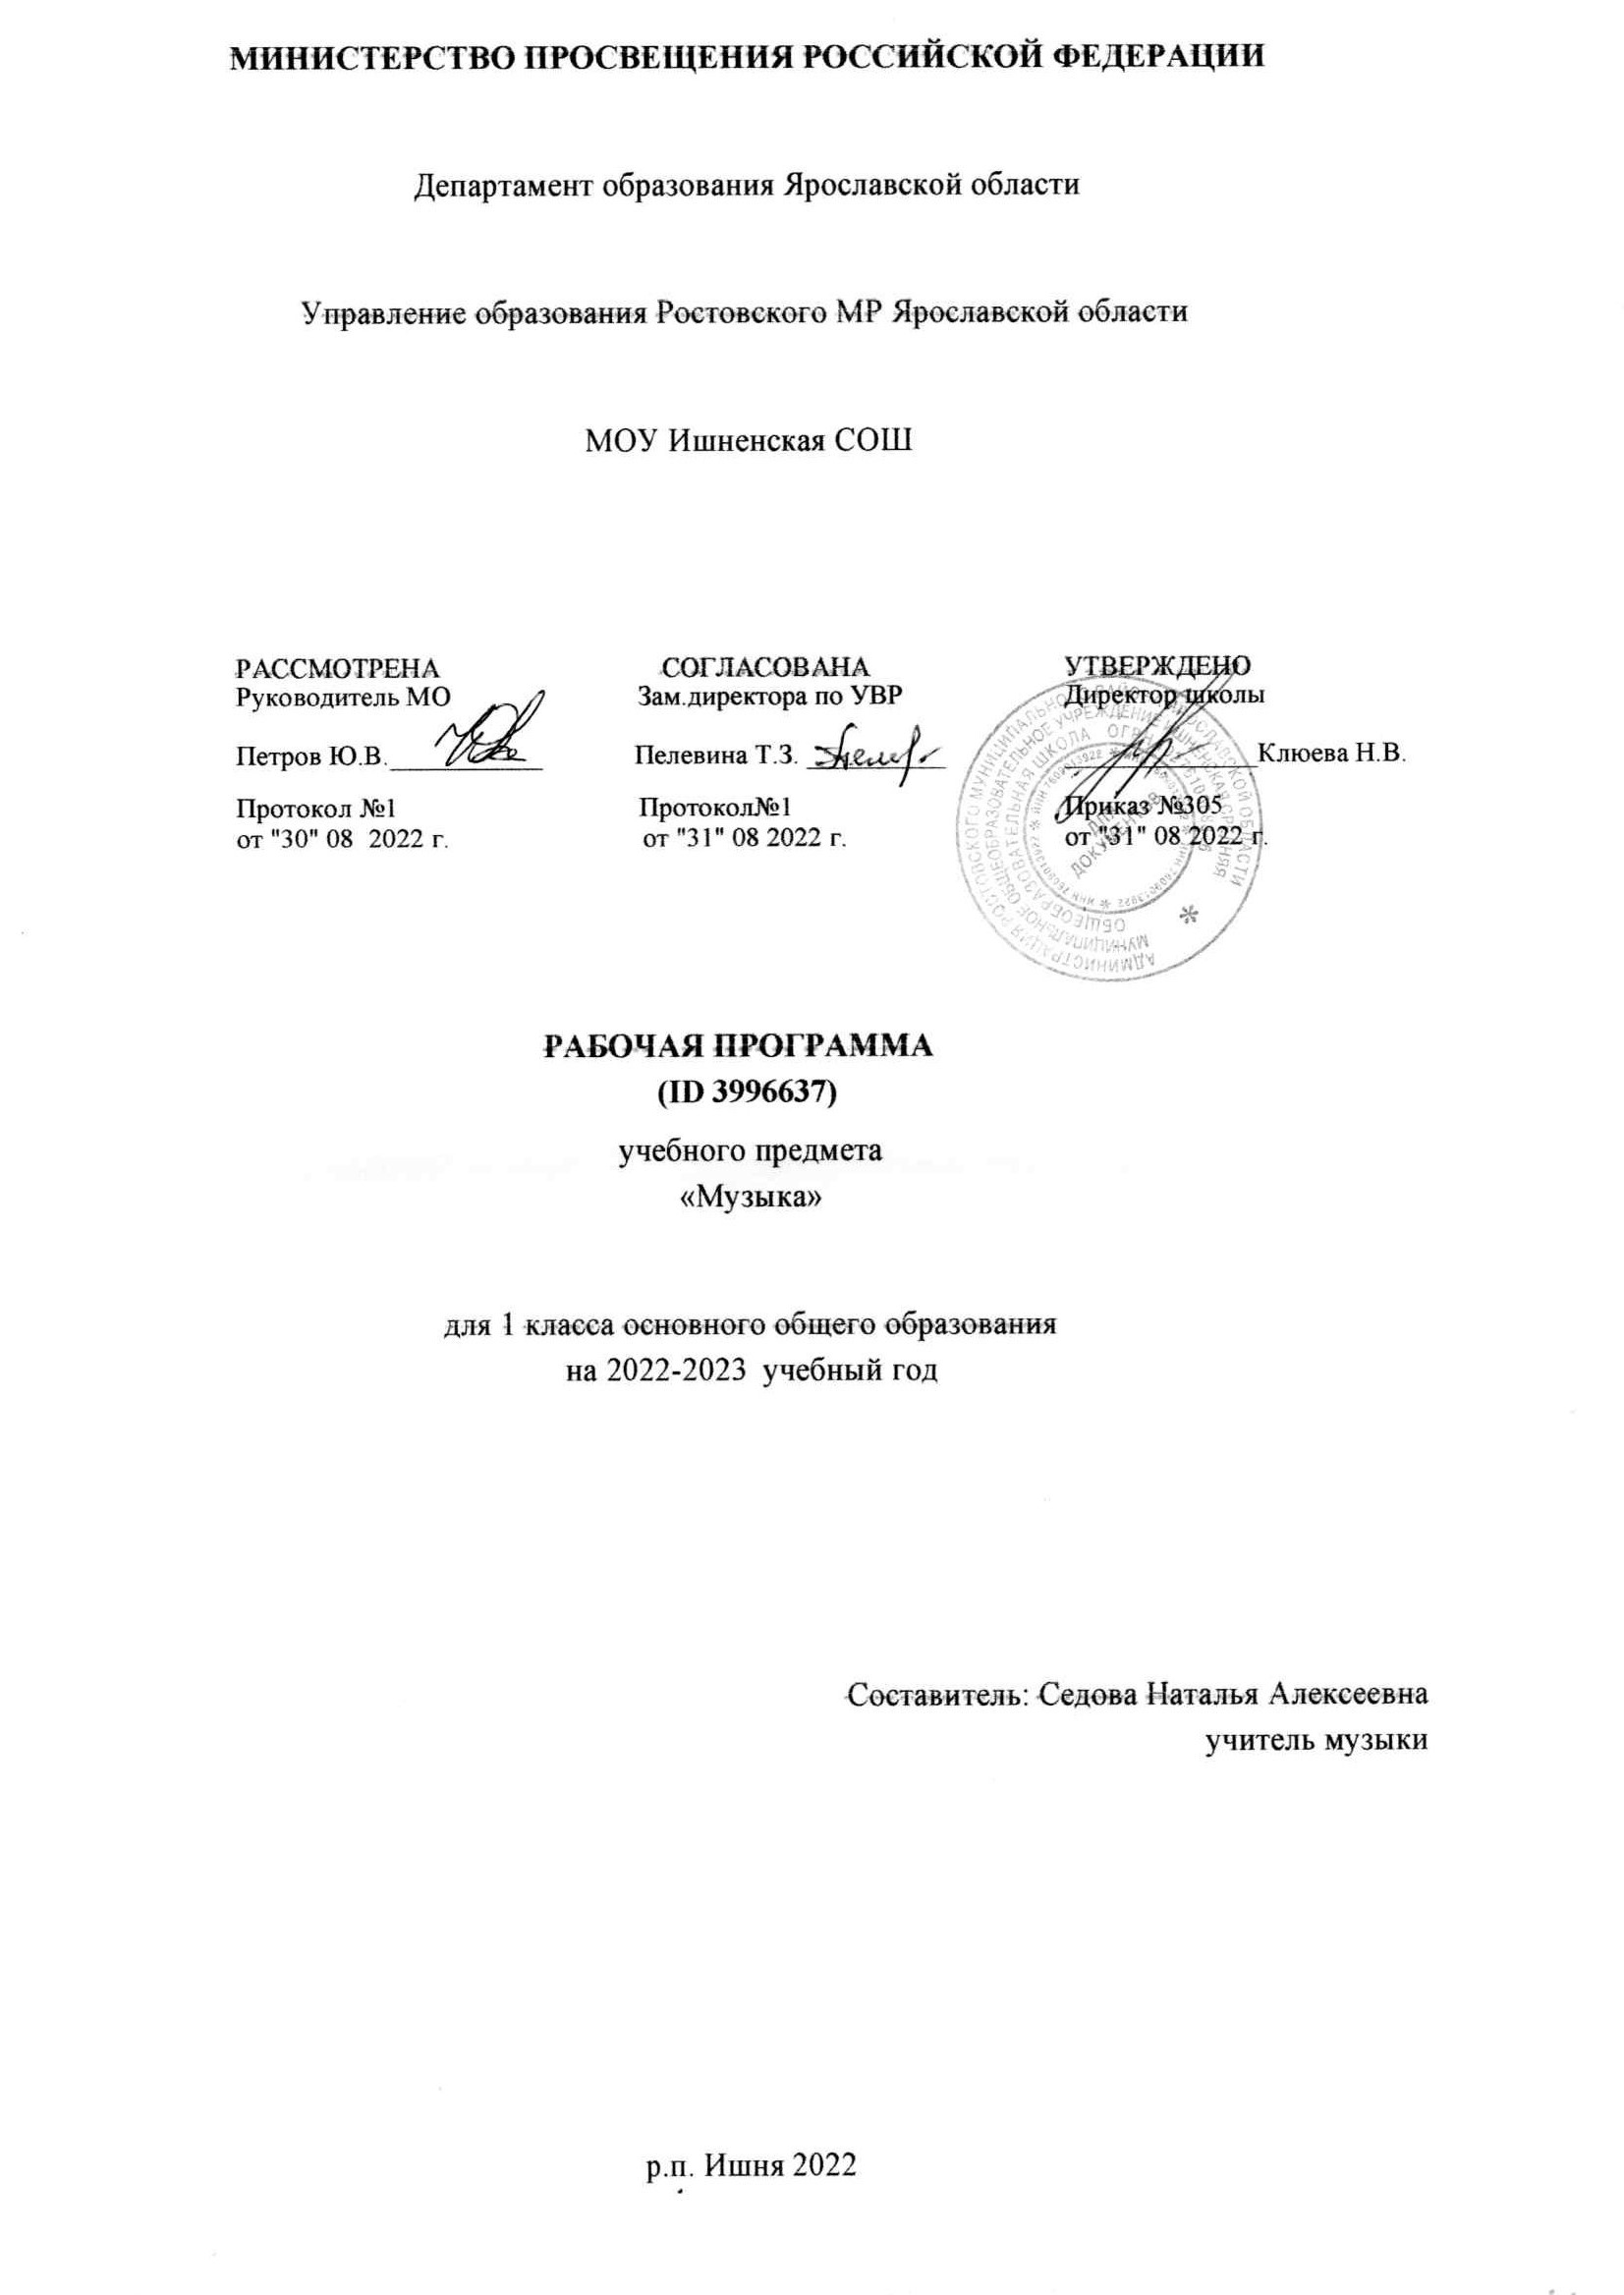 МИНИСТЕРСТВО ПРОСВЕЩЕНИЯ РОССИЙСКОЙ ФЕДЕРАЦИИ
Департамент образования Ярославской области
Управление образования Ростовского МР Ярославской области
МОУ Ишненская СОШ
РАССМОТРЕНА
Руководитель МО
Петров Ю.В.
Протокол №1
от "30" 08 2022 г.
СОГЛАСОВАНА
Зам.директора по УВР
Пелевина Т.З.
Протокол№1
от "31" 08 2022 г.
УТВЕРЖДЕНО
Директор школы
Клюева Н.В.
Приказ №305
от "31" 08 2022 г.
ДЛЯ
ДОКУМЕНТОВ
РАБОЧАЯ ПРОГРАММА
(ID 3996637)
учебного предмета
«Музыка»
для 1 класса основного общего образования
на 2022-2023 учебный год
Составитель: Седова Наталья Алексеевна
учитель музыки
р.п. Ишня 2022